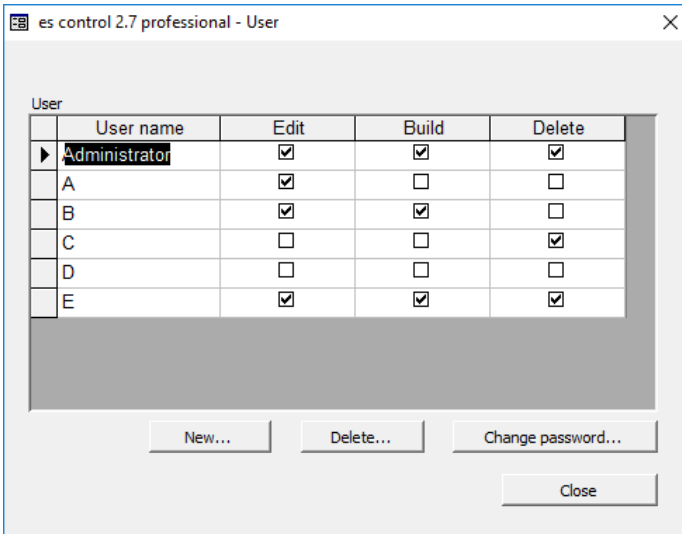 es control 2.7 professional - User
User
User name Edit Build Delete
Administrator
A
B
C
D
E
New... Delete... Change password...
Close